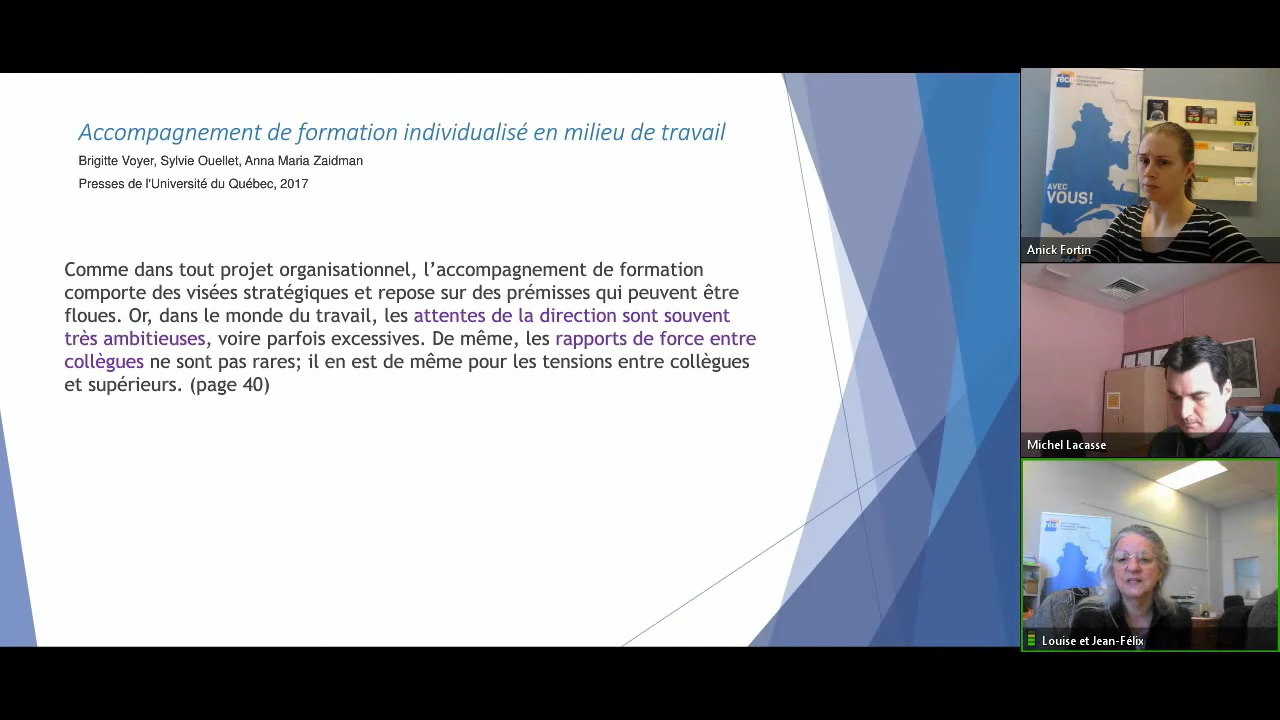 Accompagnement de formation individualisé en milieu de travail
Brigitte Voyer, Sylvie Ouellet, Anna Maria Zaidman
Presses de l'Université du Québec, 2017
Comme dans tout projet organisationnel, l’accompagnement de formation
comporte des visées stratégiques et repose sur des prémisses qui peuvent être
floues. Or, dans le monde du travail, les attentes de la direction sont souvent
très ambitieuses, voire parfois excessives. De même, les rapports de force entre
collègues ne sont pas rares; il en est de même pour les tensions entre collègues
et supérieurs. (page 40)
AVEC
VOUS!
Anick Fortin
Michel Lacasse
Louise et Jean-Félix